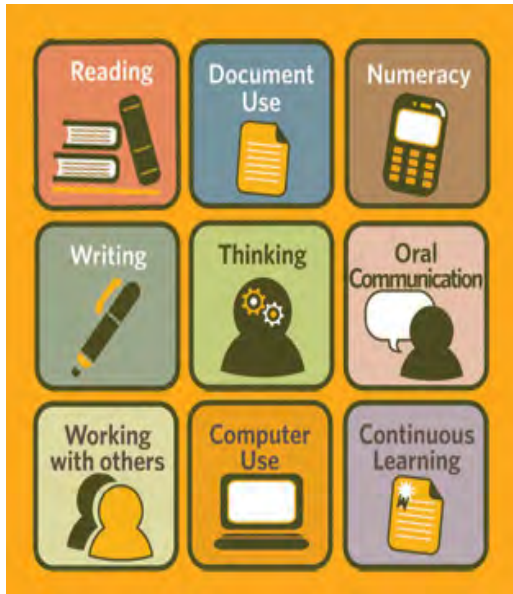 Reading
Document
Use
Numeracy
Writing
Thinking
Oral
Communication
Working
with others
Computer
Use
Continuous
Learning